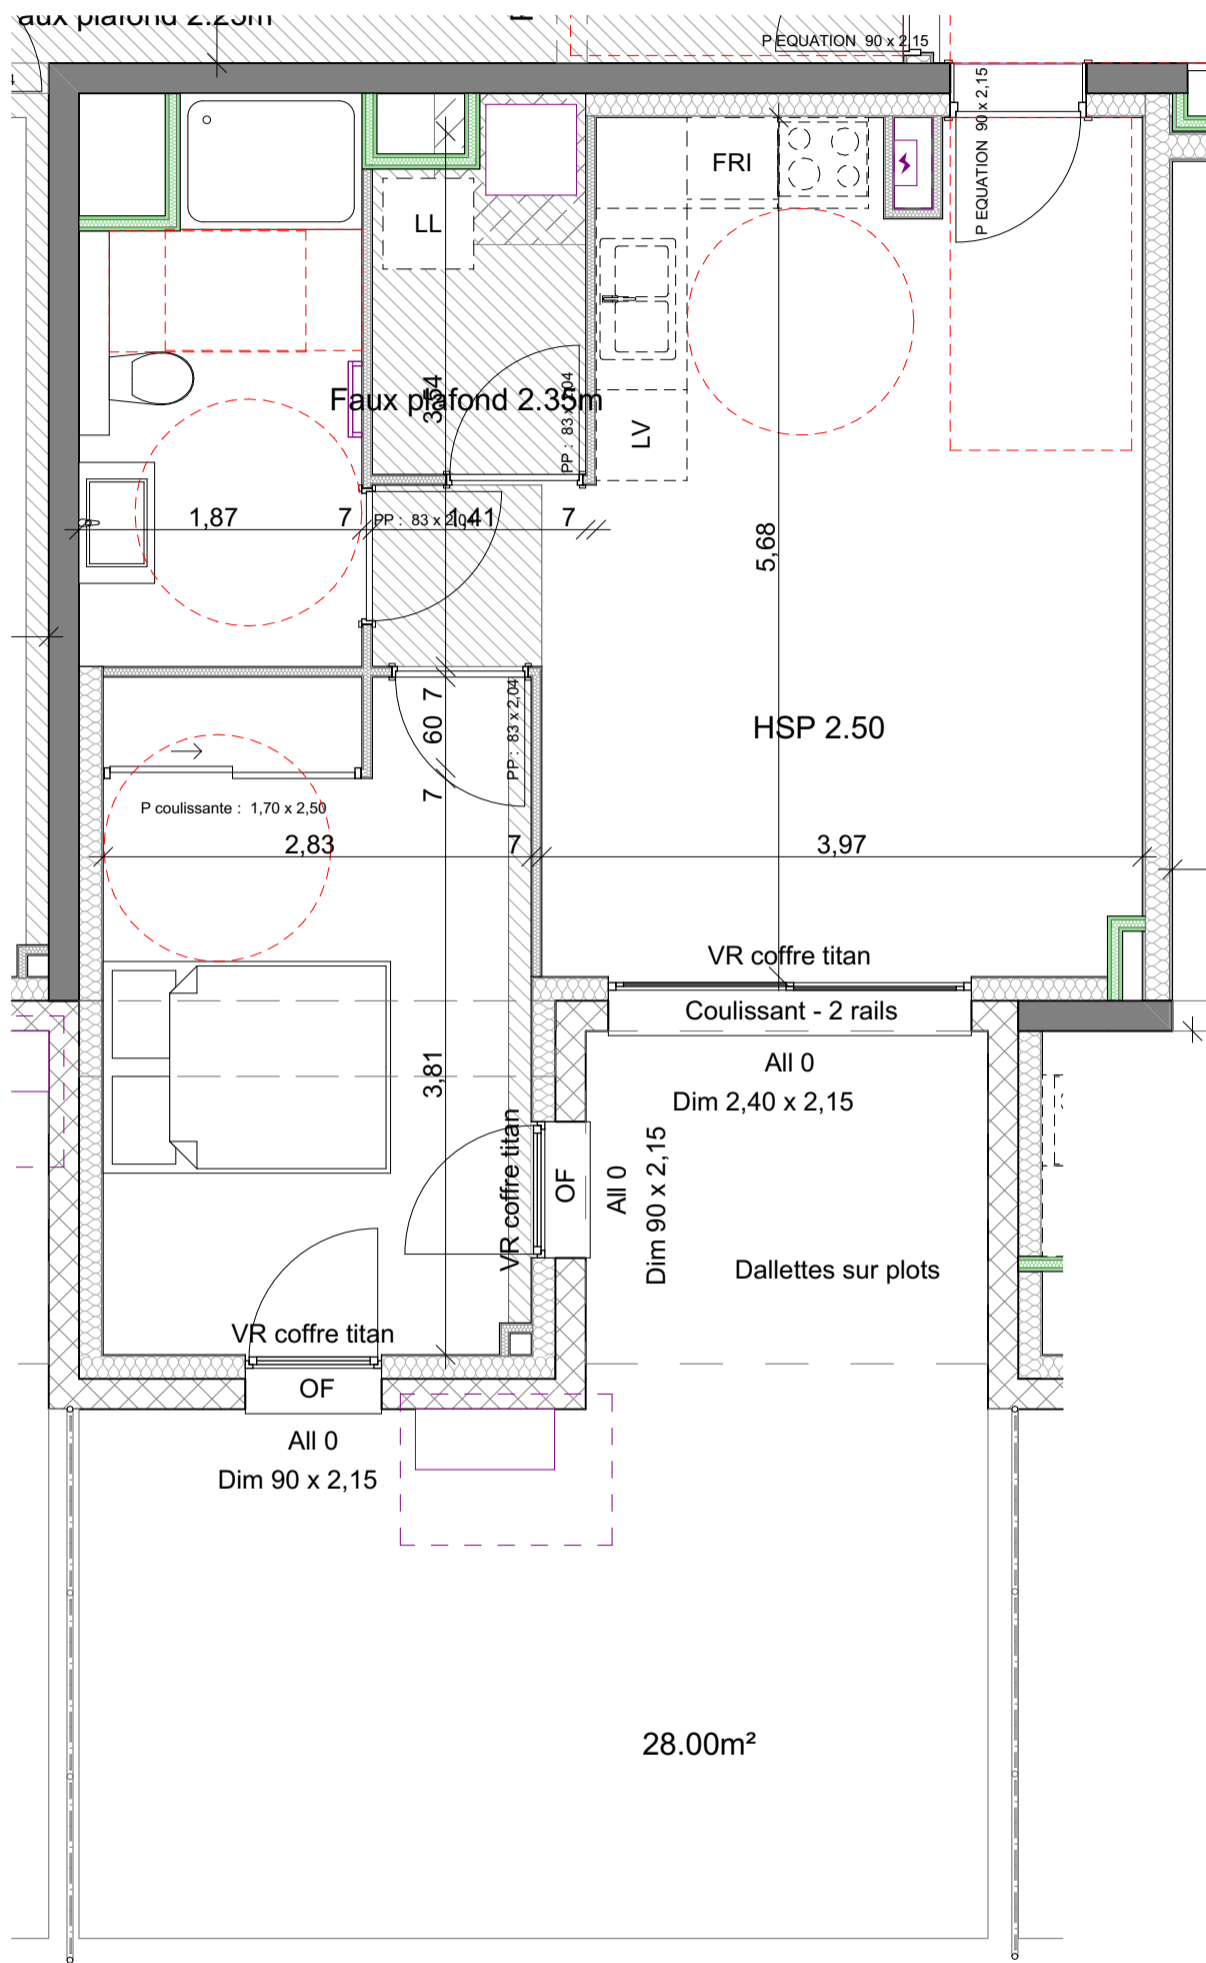 aux plafond 2.25m
P EQUATION 90 x 2,15
P EQUATION 90 x 2,15
FRI
LL
LV
Faux plafond 2.35m
3,54
PP : 83 x 2,04
1,87
7
PP : 83 x 2,04
1,41
7
5,68
HSP 2.50
7
60
7
PP : 83 x 2,04
P coulissante : 1,70 x 2,50
2,83
7
3,97
VR coffre titan
Coulissant - 2 rails
All 0
Dim 2,40 x 2,15
3,81
VR coffre titan
OF
All 0
Dim 90 x 2,15
Dallettes sur plots
VR coffre titan
OF
All 0
Dim 90 x 2,15
28.00m²